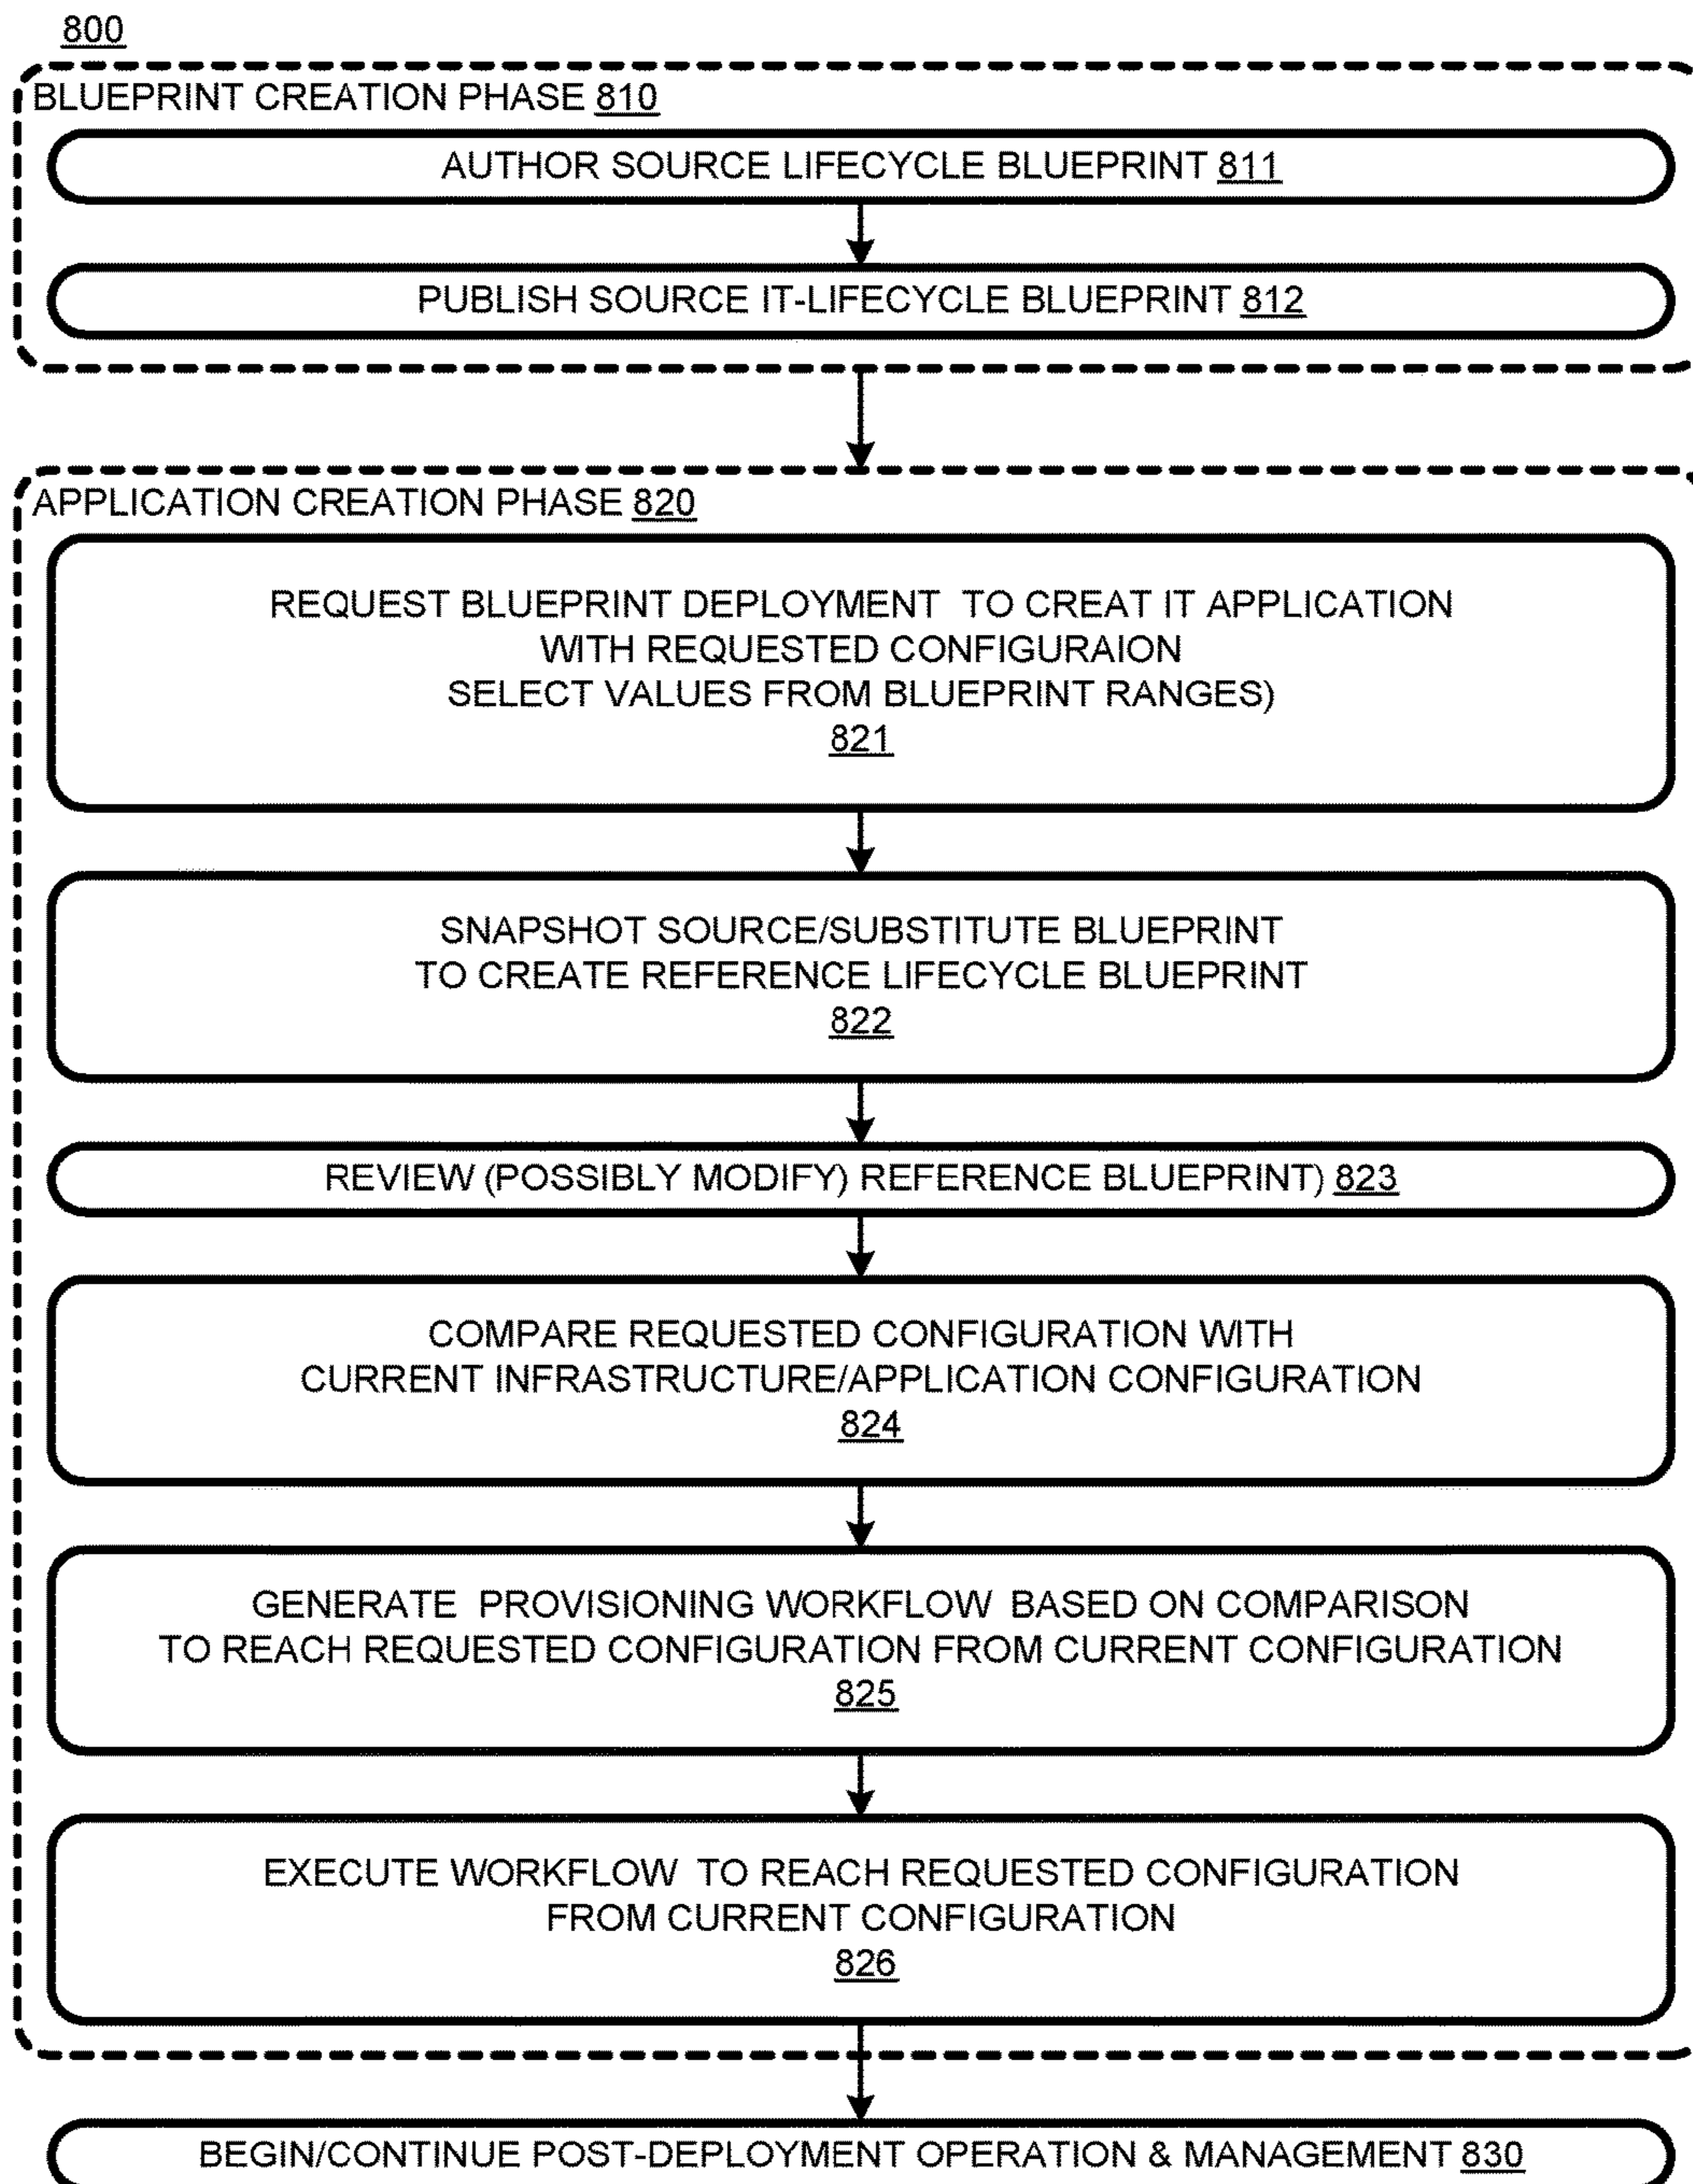 800
BLUEPRINT CREATION PHASE 810
AUTHOR SOURCE LIFECYCLE BLUEPRINT 811
PUBLISH SOURCE IT-LIFECYCLE BLUEPRINT 812
APPLICATION CREATION PHASE 820
REQUEST BLUEPRINT DEPLOYMENT TO CREAT IT APPLICATION
WITH REQUESTED CONFIGURAION
SELECT VALUES FROM BLUEPRINT RANGES)
821
SNAPSHOT SOURCE/SUBSTITUTE BLUEPRINT
TO CREATE REFERENCE LIFECYCLE BLUEPRINT
822
REVIEW (POSSIBLY MODIFY) REFERENCE BLUEPRINT) 823
COMPARE REQUESTED CONFIGURATION WITH
CURRENT INFRASTRUCTURE/APPLICATION CONFIGURATION
824
GENERATE PROVISIONING WORKFLOW BASED ON COMPARISON
TO REACH REQUESTED CONFIGURATION FROM CURRENT CONFIGURATION
825
EXECUTE WORKFLOW TO REACH REQUESTED CONFIGURATION
FROM CURRENT CONFIGURATION
826
BEGIN/CONTINUE POST-DEPLOYMENT OPERATION & MANAGEMENT 830